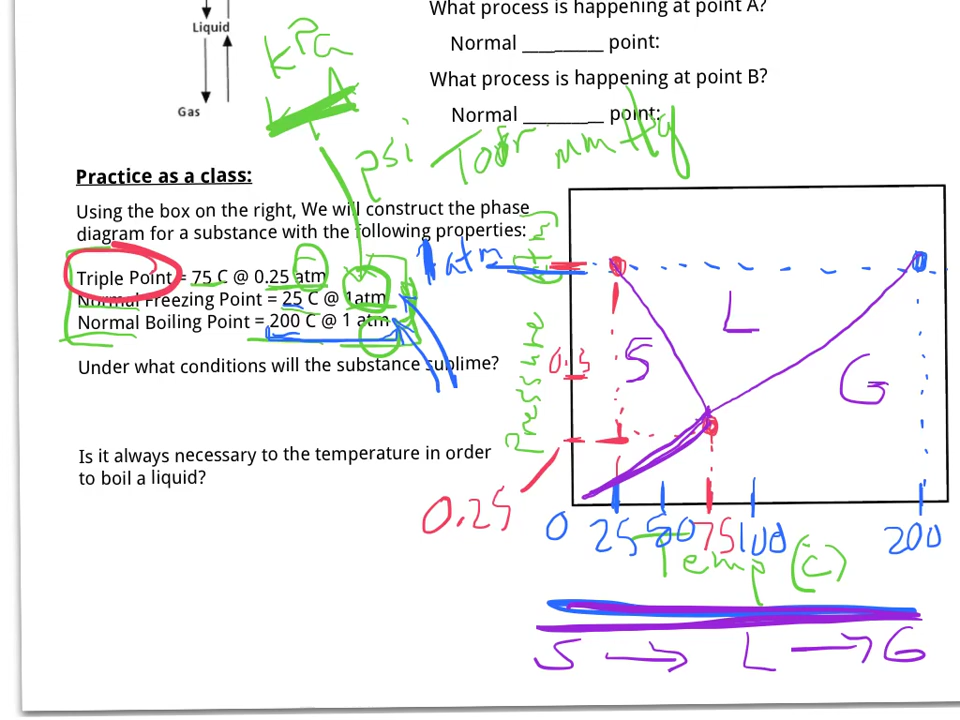 What process is happening at point A?
Liquid
Normal ________ point:
kPa
What process is happening at point B?
Gas
Normal ________ point:
psi Torr mmHg
Practice as a class:
Using the box on the right, We will construct the phase
diagram for a substance with the following properties:
1 atm
Triple Point = 75 C @ 0.25 atm
Normal Freezing Point = 25 C @ 1atm
Normal Boiling Point = 200 C @ 1 atm
Pressure (atm)
L
S
G
Under what conditions will the substance sublime?
0.5
Is it always necessary to the temperature in order
to boil a liquid?
0.25
0 25 50 75 100 200
Temp (C)
S → L → G